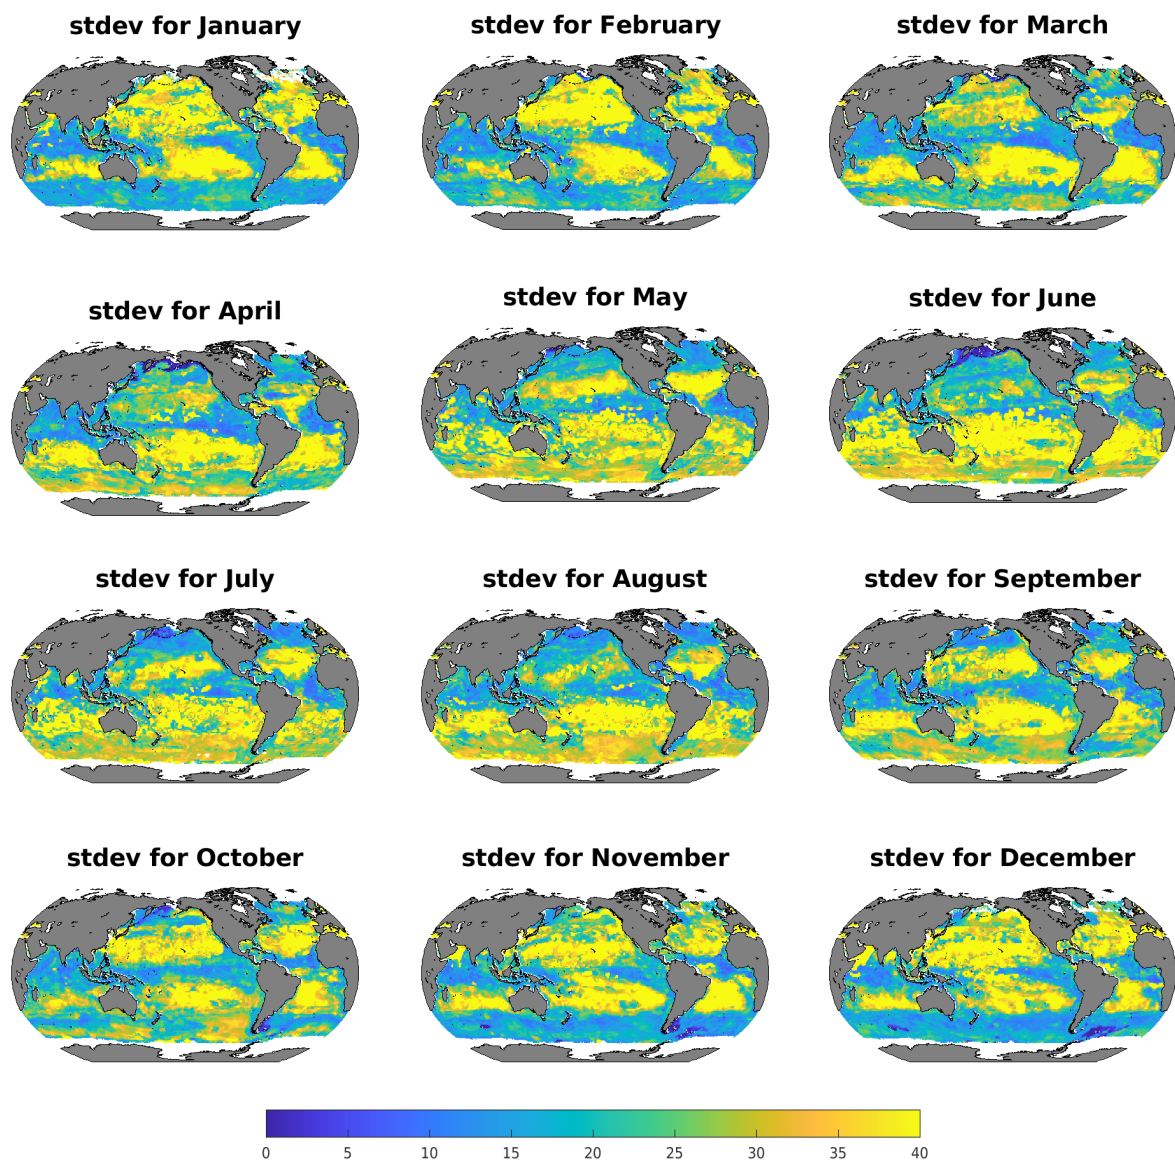 stdev for January
stdev for February
stdev for March
stdev for April
stdev for May
stdev for June
stdev for July
stdev for August
stdev for September
stdev for October
stdev for November
stdev for December
0 5 10 15 20 25 30 35 40